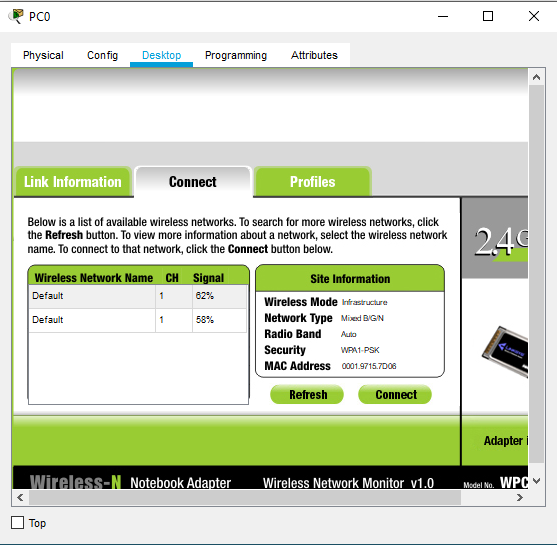 PC0
Physical Config Desktop Programming Attributes
Link Information Connect Profiles
Below is a list of available wireless networks. To search for more wireless networks, click
the Refresh button. To view more information about a network, select the wireless network
name. To connect to that network, click the Connect button below.
Wireless Network Name CH Signal
Default 1 62%
Default 1 58%
Site Information
Wireless Mode Infrastructure
Network Type Mixed B/G/N
Radio Band Auto
Security WPA1-PSK
MAC Address 0001.9715.7D06
Refresh Connect
2.4G
Adapter i
Wireless-N Notebook Adapter Wireless Network Monitor v1.0 Model No. WPC
Top